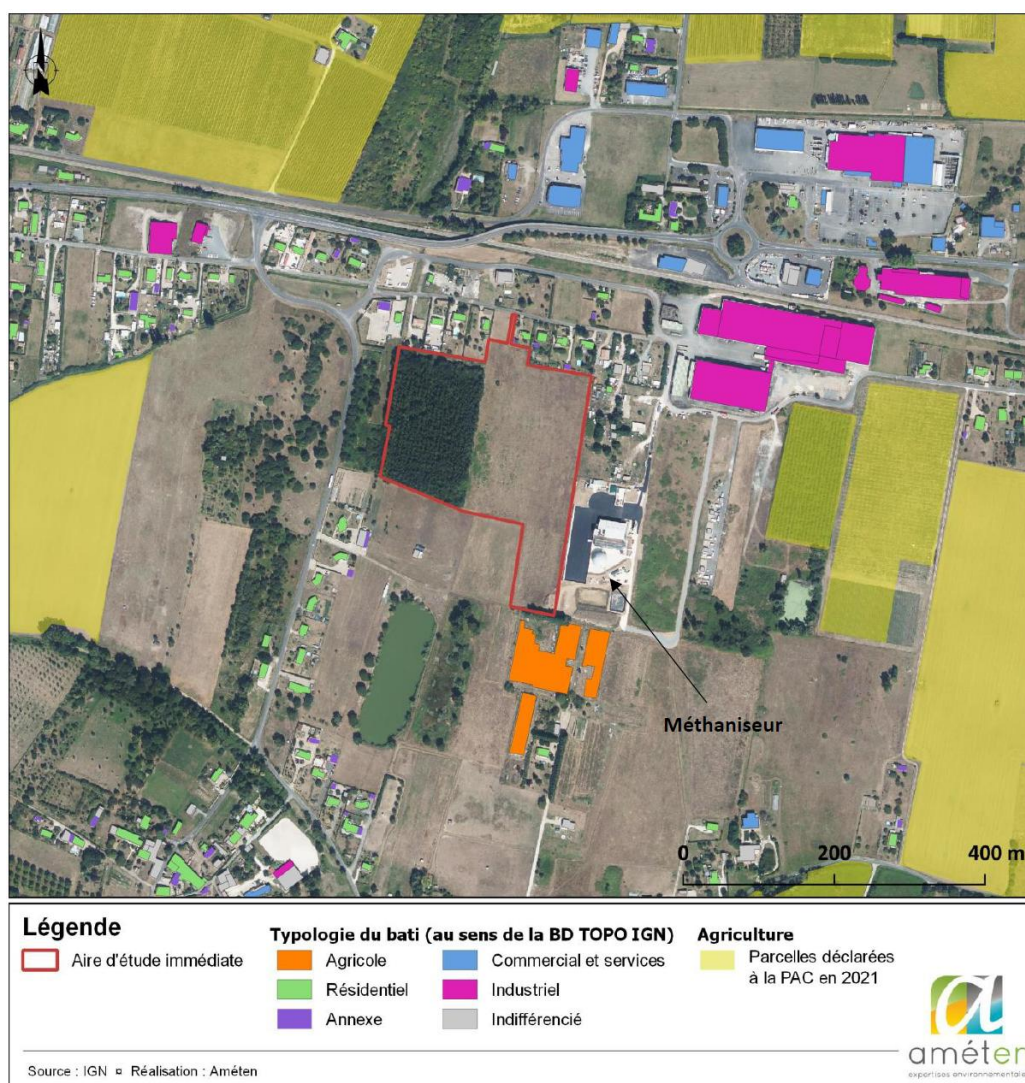 N
Méthaniseur
0 200 400 m
Légende
Aire d'étude immédiate
Typologie du bati (au sens de la BD TOPO IGN)
Agricole
Résidentiel
Annexe
Commercial et services
Industriel
Indifférencié
Agriculture
Parcelles déclarées
à la PAC en 2021
Source : IGN ¤ Réalisation : Améten
a
améten
expertises environnementales